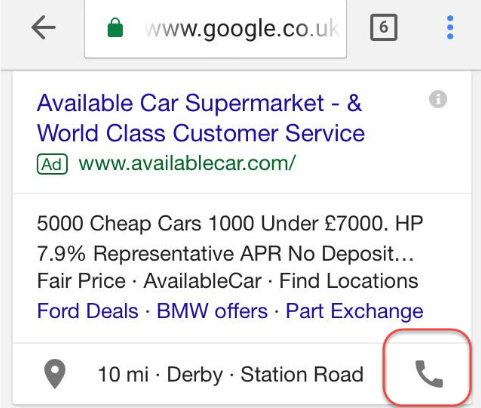 www.google.co.uk
6
Available Car Supermarket - &
World Class Customer Service
Ad www.availablecar.com/
5000 Cheap Cars 1000 Under £7000. HP
7.9% Representative APR No Deposit...
Fair Price · AvailableCar · Find Locations
Ford Deals · BMW offers · Part Exchange
10 mi · Derby · Station Road